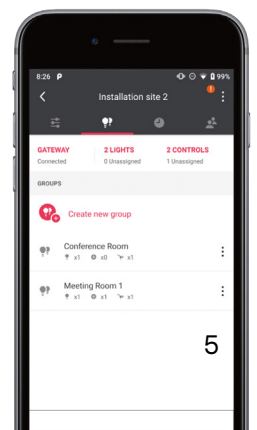 8:26 P 99%
Installation site 2
GATEWAY 2 LIGHTS 2 CONTROLS
Connected 0 Unassigned 1 Unassigned
GROUPS
Create new group
Conference Room
x1 x0 x1
Meeting Room 1
x1 x1 x1
5